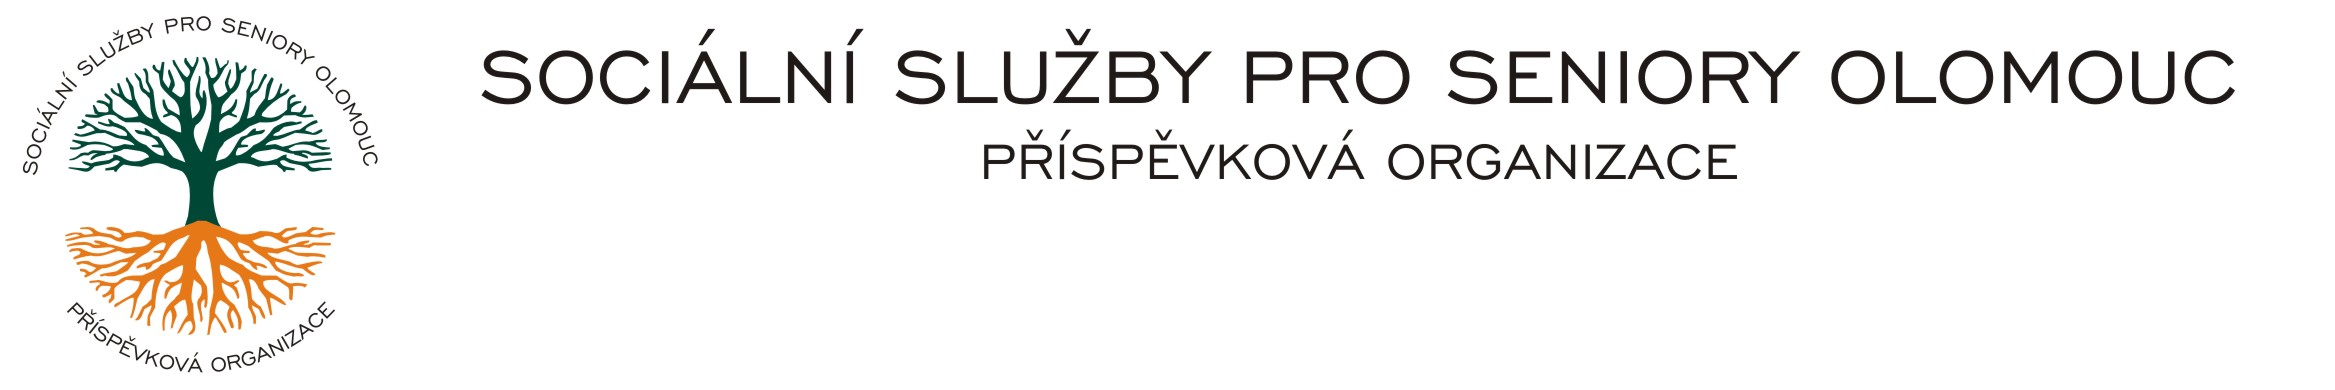 SOCIÁLNÍ SLUŽBY PRO SENIORY OLOMOUC
PŘÍSPĚVKOVÁ ORGANIZACE
SOCIÁLNÍ SLUŽBY PRO SENIORY OLOMOUC
PŘÍSPĚVKOVÁ ORGANIZACE